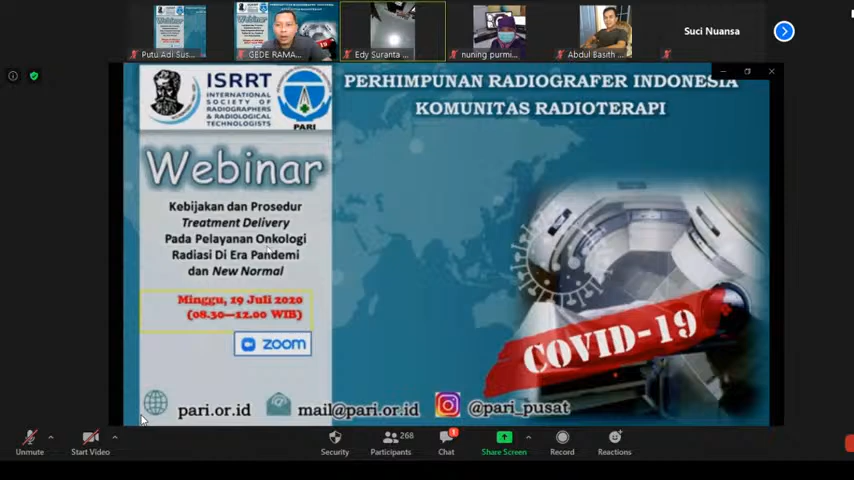 Putu Adi Sus...
GEDE RAMA...
Edy Suranta ...
nuning purmi...
Abdul Basith ...
Suci Nuansa
ISRRT
INTERNATIONAL
SOCIETY OF
RADIOGRAPHERS
& RADIOLOGICAL
TECHNOLOGISTS
PARI
PERHIMPUNAN RADIOGRAFER INDONESIA
KOMUNITAS RADIOTERAPI
Webinar
Kebijakan dan Prosedur
Treatment Delivery
Pada Pelayanan Onkologi
Radiasi Di Era Pandemi
dan New Normal
Minggu, 19 Juli 2020
(08.30—12.00 WIB)
zoom
COVID-19
pari.or.id
mail@pari.or.id
@pari_pusat
Unmute
Start Video
Security
268
Participants
1
Chat
Share Screen
Record
Reactions